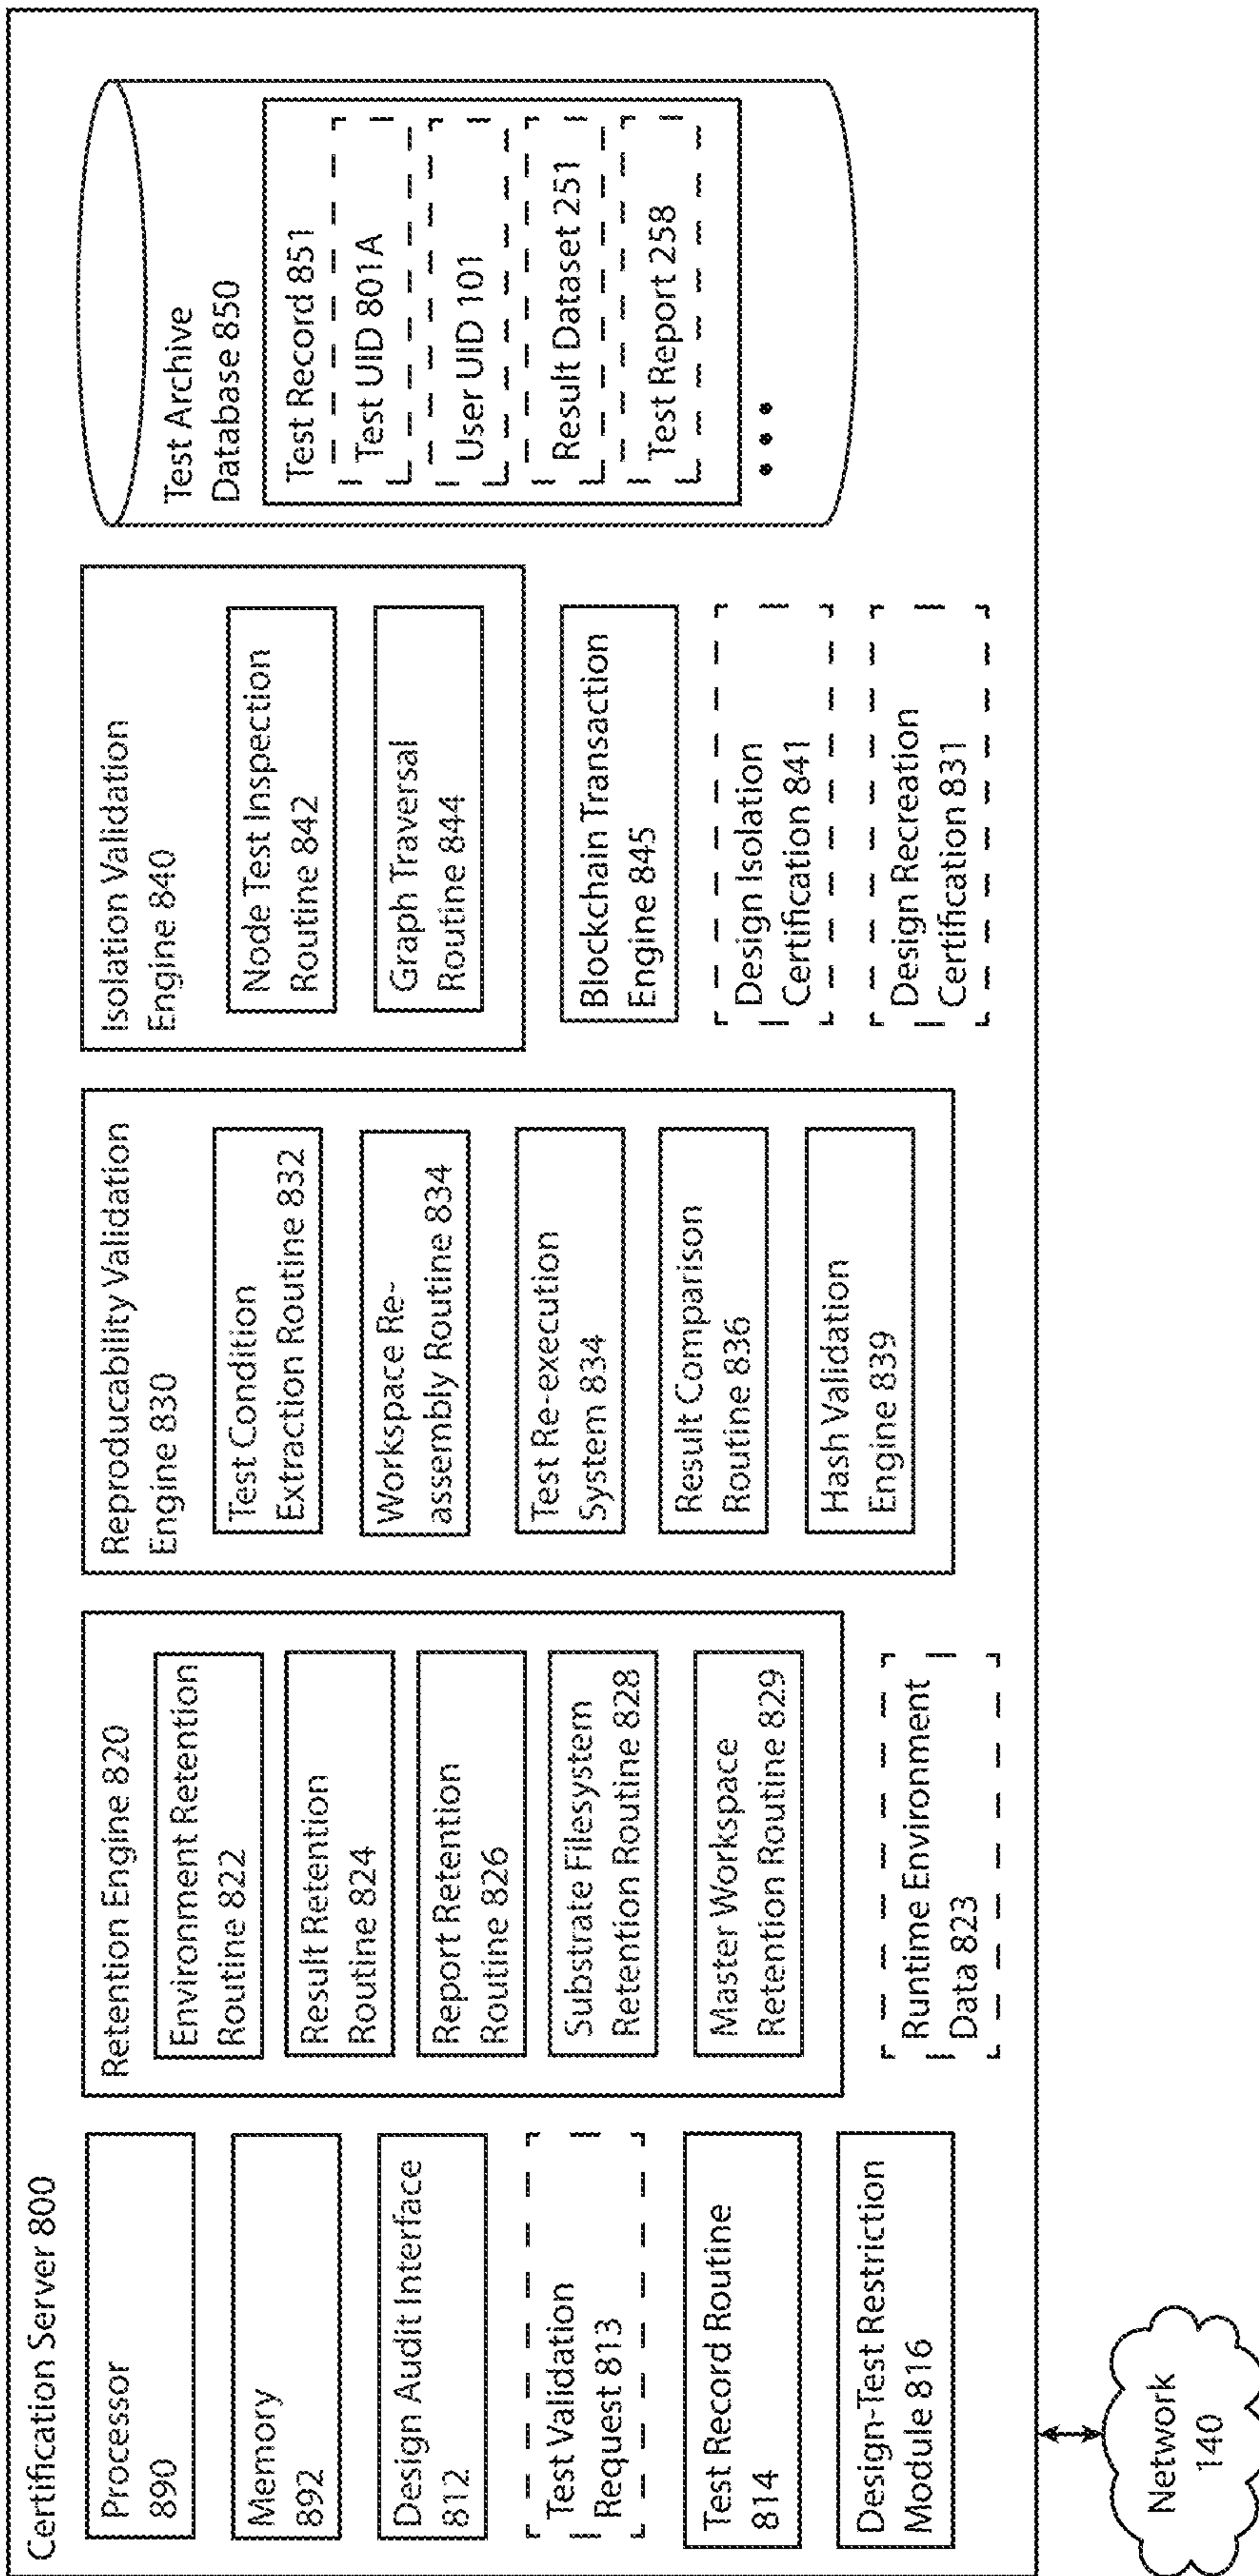 Certification Server 800
Processor
890
Memory
892
Design Audit Interface
812
Test Validation
Request 813
Test Record Routine
814
Design-Test Restriction
Module 816
Retention Engine 820
Environment Retention
Routine 822
Result Retention
Routine 824
Report Retention
Routine 826
Substrate Filesystem
Retention Routine 828
Master Workspace
Retention Routine 829
Runtime Environment
Data 823
Reproducability Validation
Engine 830
Test Condition
Extraction Routine 832
Workspace Re-
assembly Routine 834
Test Re-execution
System 834
Result Comparison
Routine 836
Hash Validation
Engine 839
Isolation Validation
Engine 840
Node Test Inspection
Routine 842
Graph Traversal
Routine 844
Blockchain Transaction
Engine 845
Design Isolation
Certification 841
Design Recreation
Certification 831
Test Archive
Database 850
Test Record 851
Test UID 801A
User UID 101
Result Dataset 251
Test Report 258
Network
140